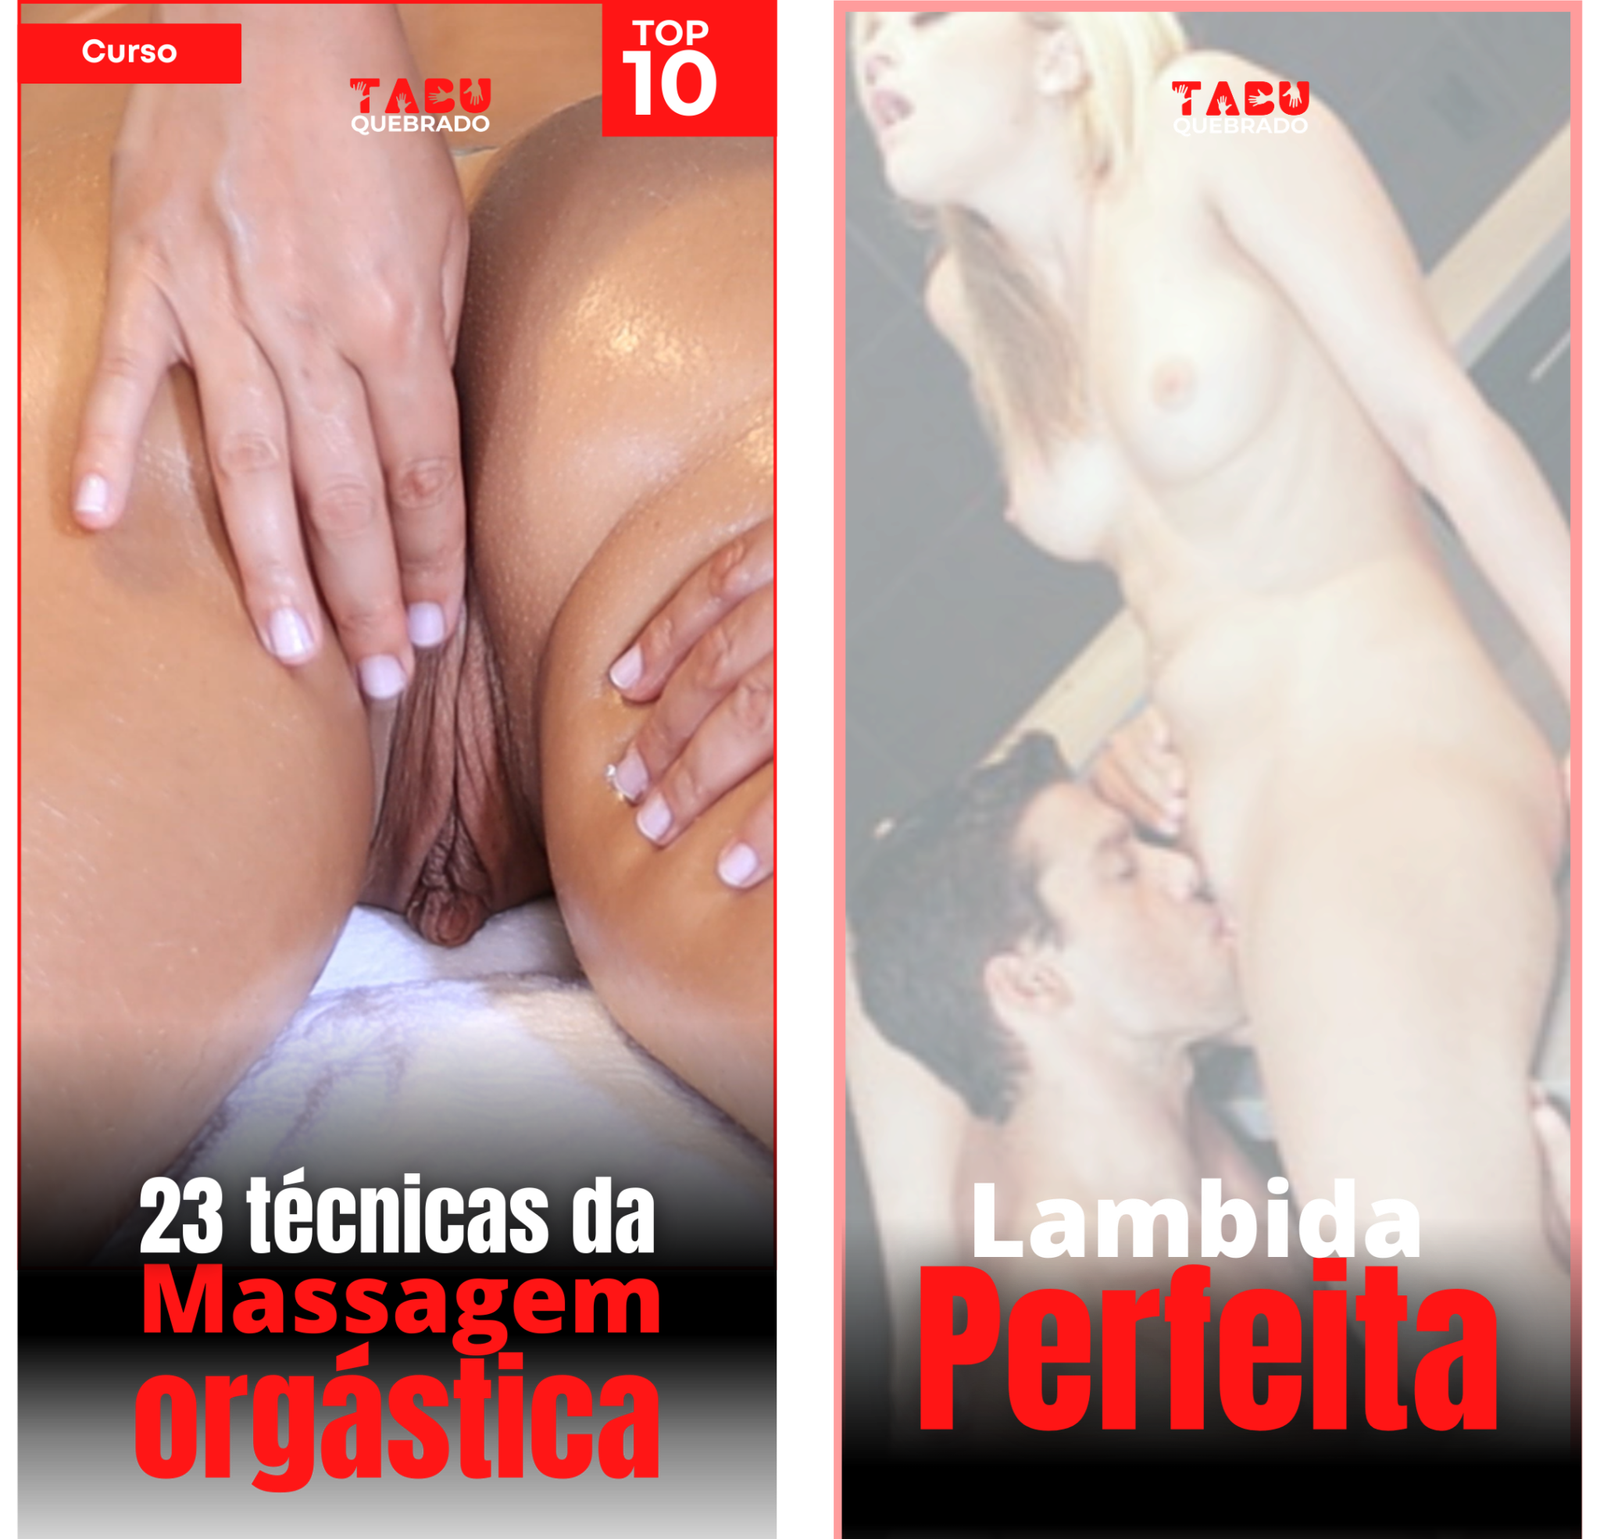 Curso
TOP
10
TABU
QUEBRADO
23 técnicas da
Massagem
orgástica
TABU
QUEBRADO
Lambida
Perfeita